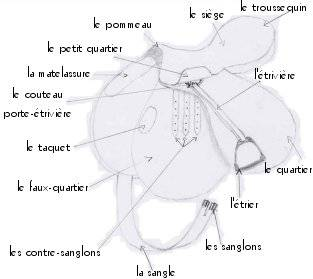 le pommeau
le siège
le troussequin
le petit quartier
la matelassure
l'étrivière
le couteau
porte-étrivière
le taquet
le quartier
le faux-quartier
l'étrier
les contre-sanglons
les sanglons
la sangle